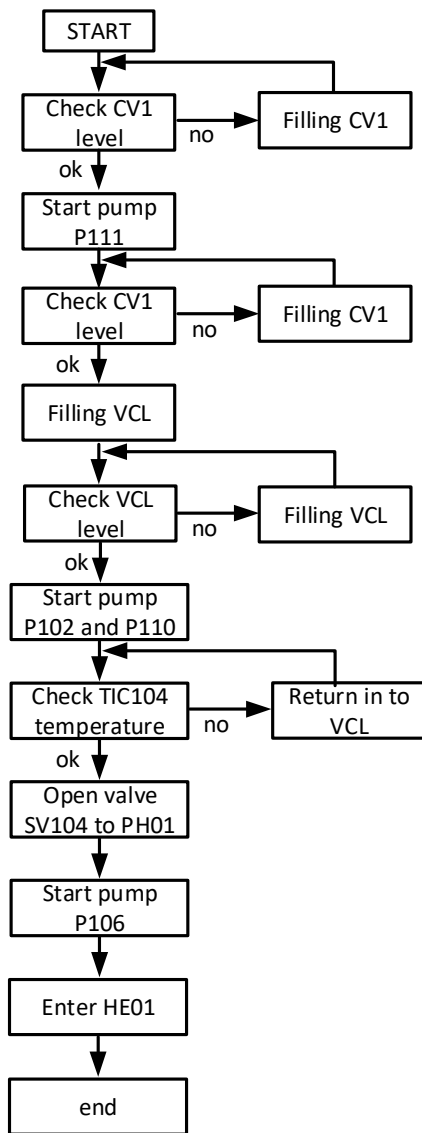 START
Check CV1
level
no
Filling CV1
ok
Start pump
P111
Check CV1
level
no
Filling CV1
ok
Filling VCL
Check VCL
level
no
Filling VCL
ok
Start pump
P102 and P110
Check TIC104
temperature
no
Return in to
VCL
ok
Open valve
SV104 to PH01
Start pump
P106
Enter HE01
end